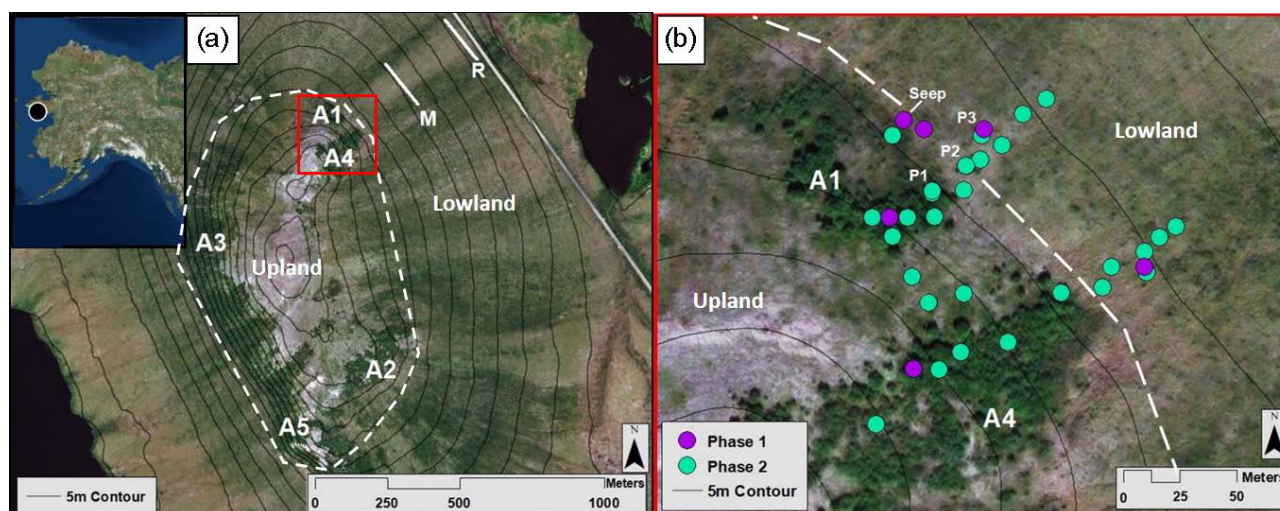 (a)
R
M
A1
A4
Lowland
A3
Upland
A2
A5
N
Meters
0 250 500 1000
5m Contour
(b)
Seep
P3
Lowland
P2
P1
A1
Upland
A4
Phase 1
Phase 2
5m Contour
N
Meters
0 25 50